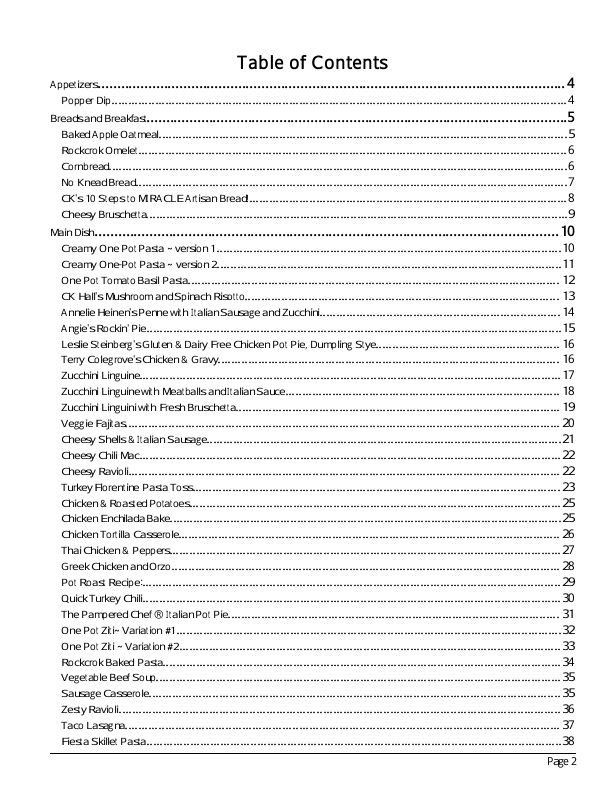 Table of Contents
Appetizers 4
Popper Dip 4
Breads and Breakfast 5
Baked Apple Oatmeal 5
Rockcrok Omelet 6
Cornbread 6
No Knead Bread 7
CK's 10 Steps to MIRACLE Artisan Bread! 8
Cheesy Bruschetta 9
Main Dish 10
Creamy One Pot Pasta ~ version 1 10
Creamy One-Pot Pasta ~ version 2 11
One Pot Tomato Basil Pasta 12
CK Hall's Mushroom and Spinach Risotto 13
Annelie Heinen's Penne with Italian Sausage and Zucchini 14
Angie's Rockin' Pie 15
Leslie Steinberg's Gluten & Dairy Free Chicken Pot Pie, Dumpling Stye 16
Terry Colegrove's Chicken & Gravy 16
Zucchini Linguine 17
Zucchini Linguine with Meatballs and Italian Sauce 18
Zucchini Linguini with Fresh Bruschetta 19
Veggie Fajitas 20
Cheesy Shells & Italian Sausage 21
Cheesy Chili Mac 22
Cheesy Ravioli 22
Turkey Florentine Pasta Toss 23
Chicken & Roasted Potatoes 25
Chicken Enchilada Bake 25
Chicken Tortilla Casserole 26
Thai Chicken & Peppers 27
Greek Chicken and Orzo 28
Pot Roast Recipe: 29
Quick Turkey Chili 30
The Pampered Chef ® Italian Pot Pie 31
One Pot Ziti ~ Variation #1 32
One Pot Ziti ~ Variation #2 33
Rockcrok Baked Pasta 34
Vegetable Beef Soup 35
Sausage Casserole 35
Zesty Ravioli 36
Taco Lasagna 37
Fiesta Skillet Pasta 38
Page 2